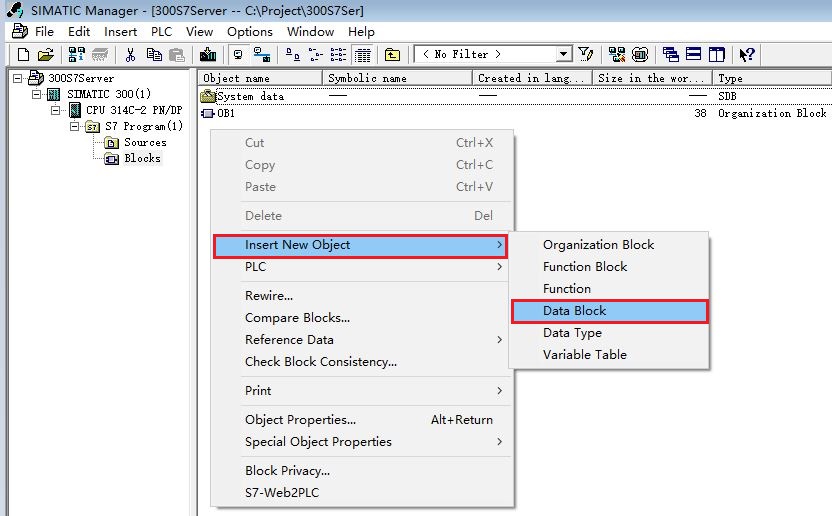 SIMATIC Manager - [300S7Server -- C:\Project\300S7Ser]
File Edit Insert PLC View Options Window Help
< No Filter >
Object name Symbolic name Created in lang... Size in the wor... Type
300S7Server
SIMATIC 300(1)
CPU 314C-2 PN/DP
S7 Program(1)
Sources
Blocks
System data --- --- --- SDB
OB1 38 Organization Block
Cut Ctrl+X
Copy Ctrl+C
Paste Ctrl+V
Delete Del
Insert New Object >
PLC >
Rewire...
Compare Blocks...
Reference Data >
Check Block Consistency...
Print >
Object Properties... Alt+Return
Special Object Properties >
Block Privacy...
S7-Web2PLC
Organization Block
Function Block
Function
Data Block
Data Type
Variable Table